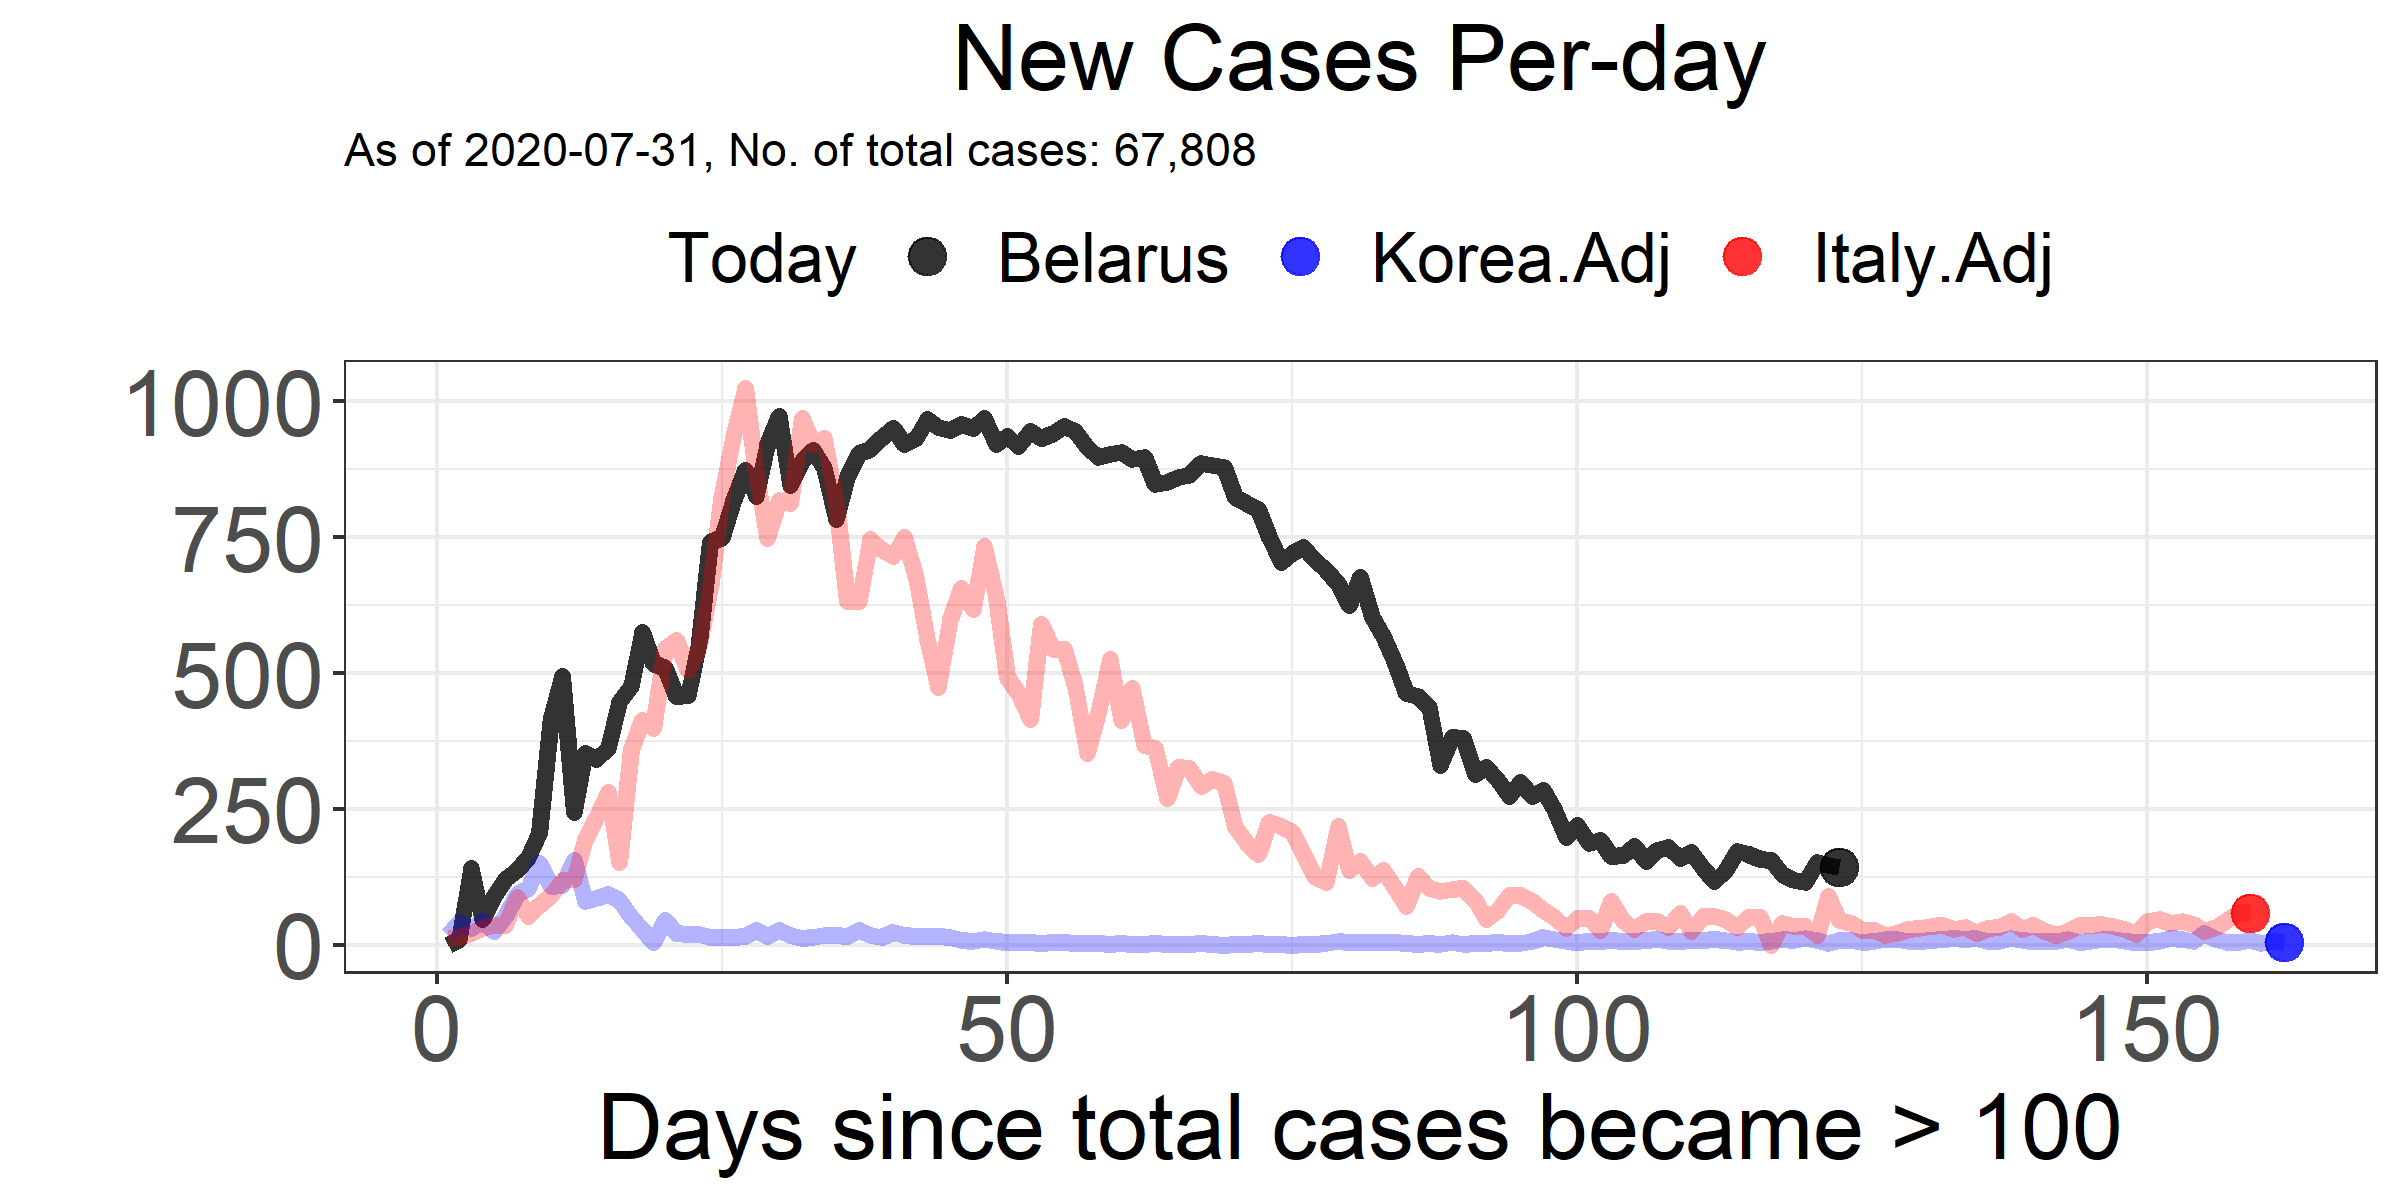 New Cases Per-day
As of 2020-07-31, No. of total cases: 67,808
Today Belarus Korea.Adj Italy.Adj
1000
750
500
250
0
0 50 100 150
Days since total cases became > 100